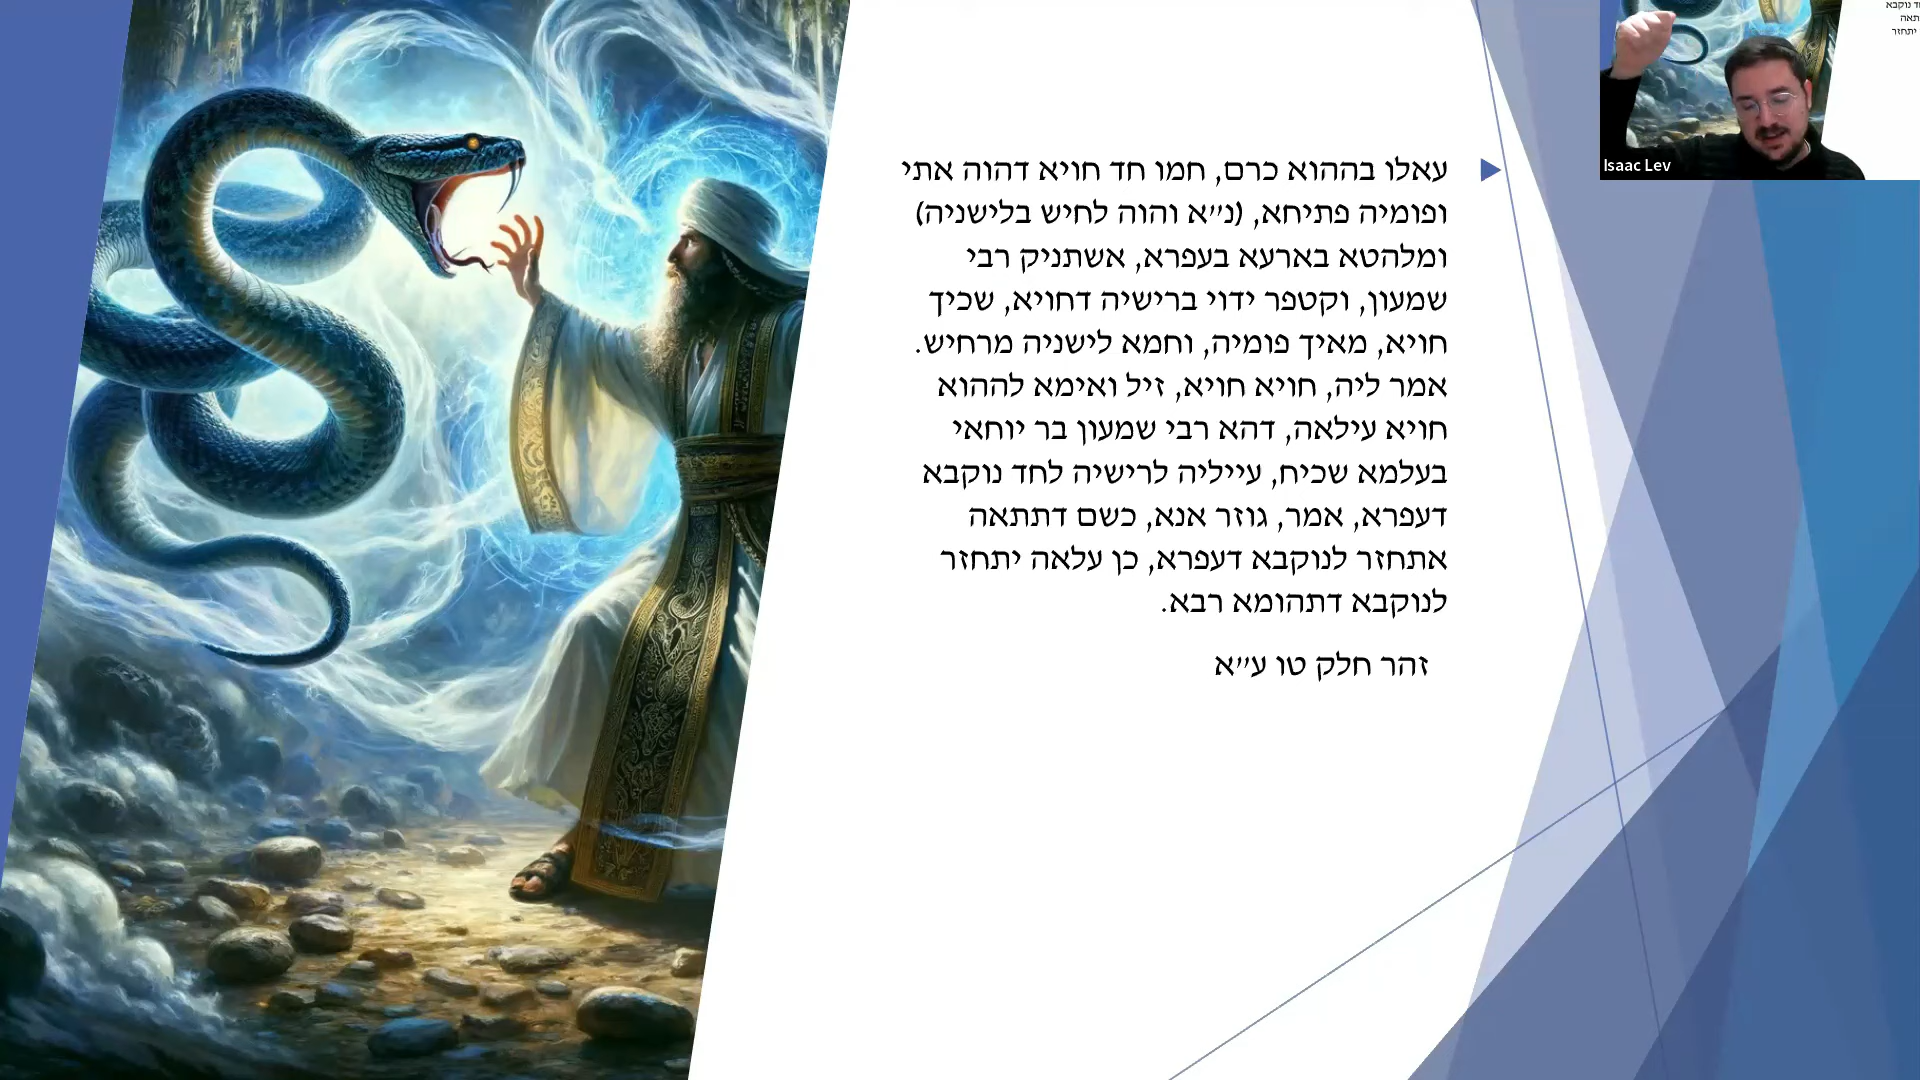 עאלו בההוא כרם, חמו חד חויא דהוה אתי
ופומיה פתיחא, (נ״א והוה לחיש בלישניה)
ומלהטא בארעא בעפרא, אשתניק רבי
שמעון, וקטפר ידוי ברישיה דחויא, שכיך
חויא, מאיך פומיה, וחמא לישניה מרחיש.
אמר ליה, חויא חויא, זיל ואימא לההוא
חויא עילאה, דהא רבי שמעון בר יוחאי
בעלמא שכיח, עייליה לרישיה לחד נוקבא
דעפרא, אמר, גוזר אנא, כשם דתתאה
אתחזר לנוקבא דעפרא, כן עלאה יתחזר
לנוקבא דתהומא רבא.
זהר חלק טו ע״א
Isaac Lev
תאה
יתחזר